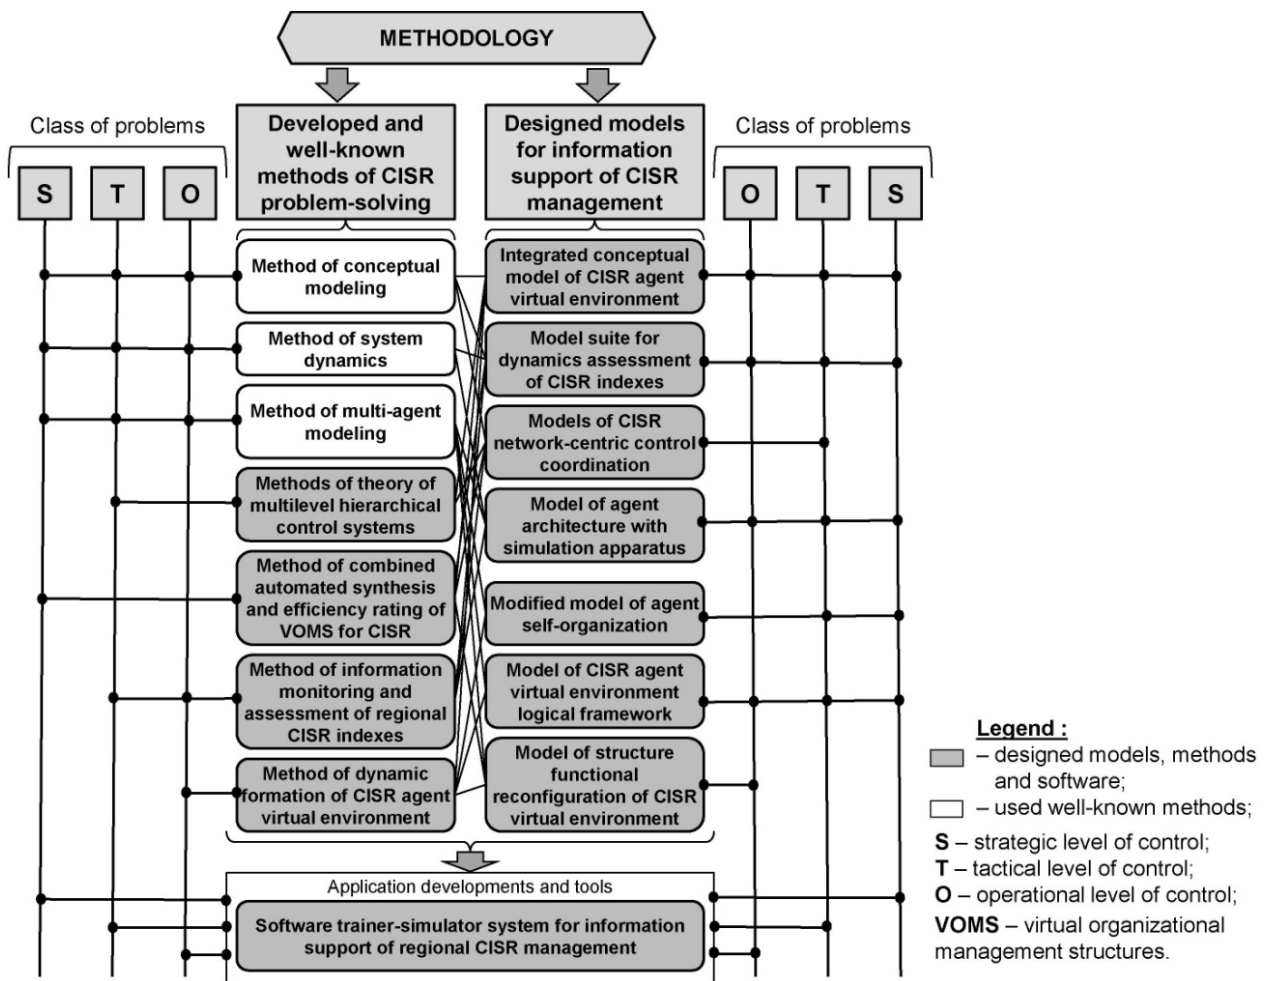 METHODOLOGY
Class of problems
S
T
O
Developed and
well-known
methods of CISR
problem-solving
Designed models
for information
support of CISR
management
Class of problems
O
T
S
Method of conceptual
modeling
Method of system
dynamics
Method of multi-agent
modeling
Methods of theory of
multilevel hierarchical
control systems
Method of combined
automated synthesis
and efficiency rating of
VOMS for CISR
Method of information
monitoring and
assessment of regional
CISR indexes
Method of dynamic
formation of CISR agent
virtual environment
Integrated conceptual
model of CISR agent
virtual environment
Model suite for
dynamics assessment
of CISR indexes
Models of CISR
network-centric control
coordination
Model of agent
architecture with
simulation apparatus
Modified model of agent
self-organization
Model of CISR agent
virtual environment
logical framework
Model of structure
functional
reconfiguration of CISR
virtual environment
Application developments and tools
Software trainer-simulator system for information
support of regional CISR management
Legend :
– designed models, methods
and software;
– used well-known methods;
S – strategic level of control;
T – tactical level of control;
O – operational level of control;
VOMS – virtual organizational
management structures.